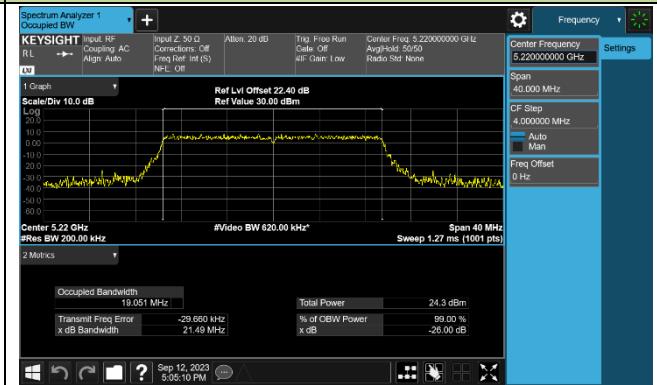 Spectrum Analyzer 1
Occupied BW
+
Frequency
KEYSIGHT
RL
LXI
Input: RF
Coupling: AC
Align: Auto
Input Z: 50 Ω
Corrections: Off
Freq Ref: Int (S)
NFE: Off
Atten: 20 dB
Trig: Free Run
Gate: Off
#IF Gain: Low
Center Freq: 5.220000000 GHz
Avg|Hold: 50/50
Radio Std: None
Center Frequency
5.220000000 GHz
Settings
Span
40.000 MHz
CF Step
4.000000 MHz
Auto
Man
Freq Offset
0 Hz
1 Graph
Scale/Div 10.0 dB
Ref Lvl Offset 22.40 dB
Ref Value 30.00 dBm
Log
20.0
10.0
0.00
-10.0
-20.0
-30.0
-40.0
-50.0
-60.0
Center 5.22 GHz
#Res BW 200.00 kHz
#Video BW 620.00 kHz*
Span 40 MHz
Sweep 1.27 ms (1001 pts)
2 Metrics
Occupied Bandwidth
19.051 MHz
Total Power 24.3 dBm
Transmit Freq Error -29.660 kHz
% of OBW Power 99.00 %
x dB Bandwidth 21.49 MHz
x dB -26.00 dB
?
Sep 12, 2023
5:05:10 PM